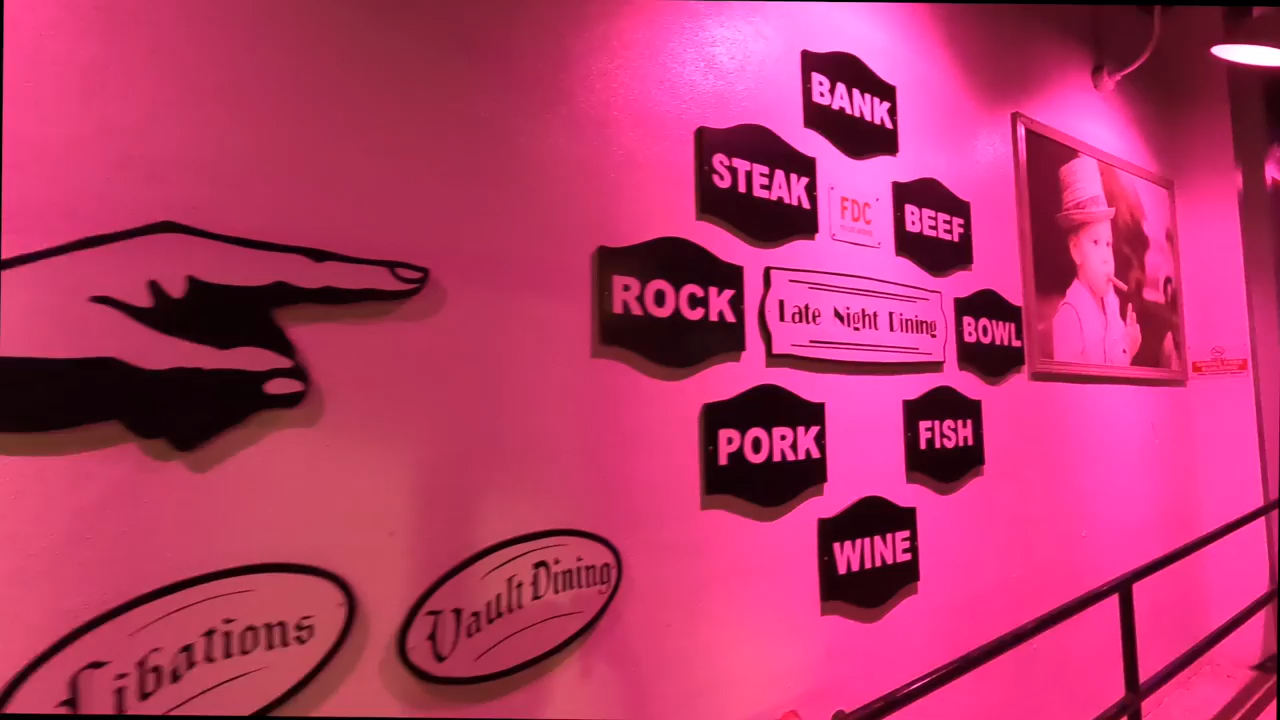 BANK
STEAK
FDC
BEEF
ROCK
Late Night Dining
BOWL
PORK
FISH
WINE
Vault Dining
Libations